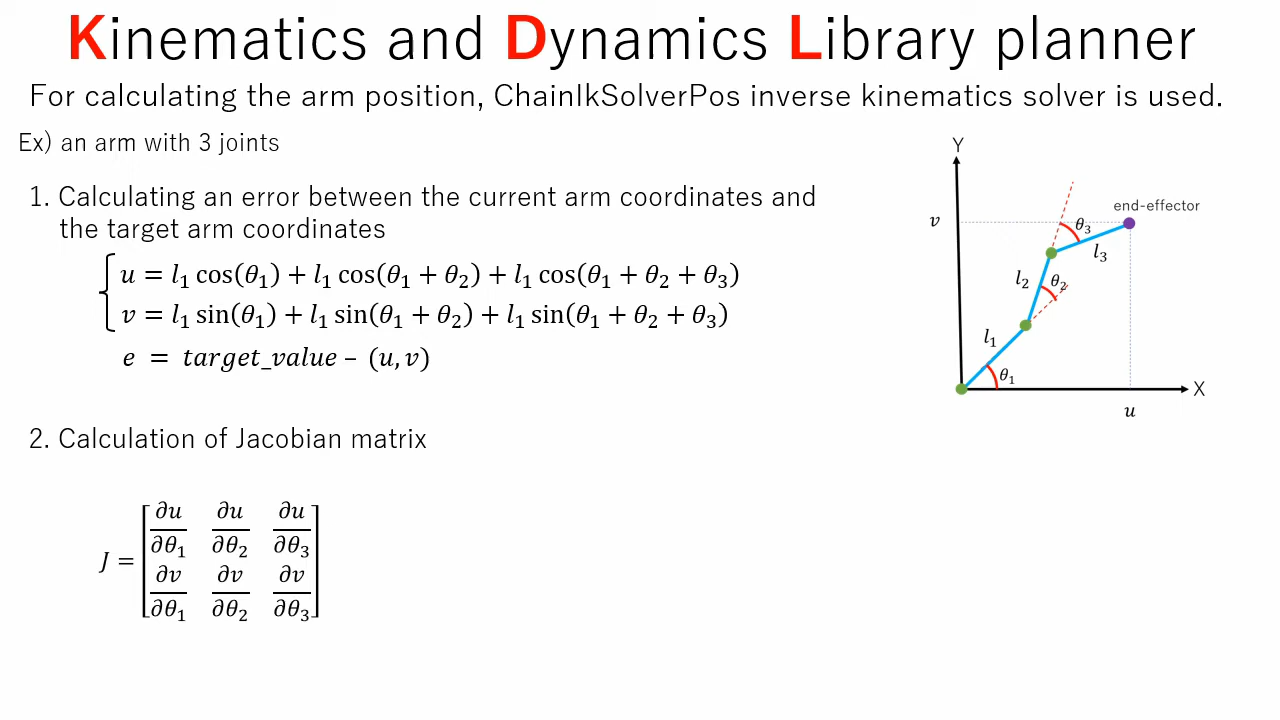 Kinematics and Dynamics Library planner
For calculating the arm position, ChainIkSolverPos inverse kinematics solver is used.
Ex) an arm with 3 joints
1. Calculating an error between the current arm coordinates and
the target arm coordinates
u = l₁ cos(θ₁) + l₁ cos(θ₁ + θ₂) + l₁ cos(θ₁ + θ₂ + θ₃)
v = l₁ sin(θ₁) + l₁ sin(θ₁ + θ₂) + l₁ sin(θ₁ + θ₂ + θ₃)
e = target_value – (u, v)
2. Calculation of Jacobian matrix
J = [∂u/∂θ₁ ∂u/∂θ₂ ∂u/∂θ₃
∂v/∂θ₁ ∂v/∂θ₂ ∂v/∂θ₃]
Y
end-effector
v
θ₃
l₃
l₂
θ₂
l₁
θ₁
X
u